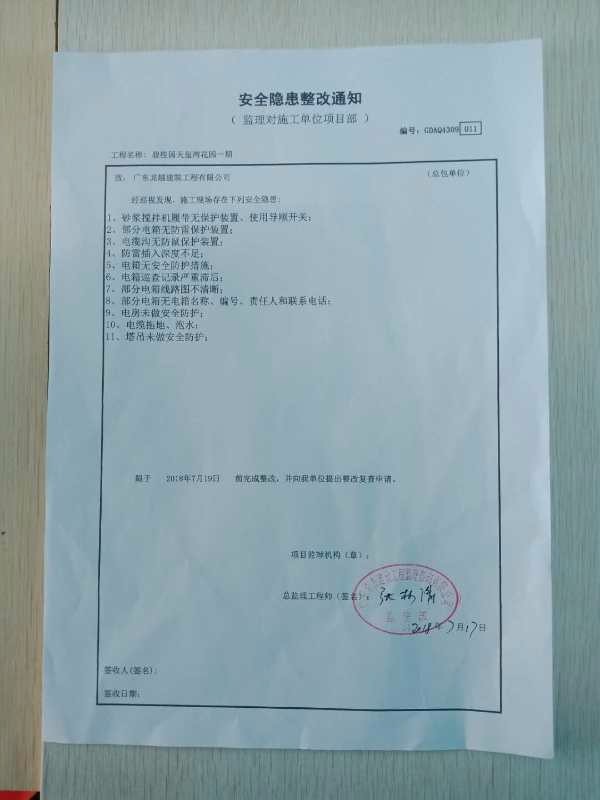 安全隐患整改通知
( 监理对施工单位项目部 )
编号: GDAQ4309 011
工程名称: 碧桂园天玺湾花园一期
致: 广东龙越建筑工程有限公司 (总包单位)
经巡视发现, 施工现场存在下列安全隐患:
1、砂浆搅拌机履带无保护装置、使用导顺开关;
2、部分电箱无防雷保护装置;
3、电缆沟无防鼠保护装置;
4、防雷插入深度不足;
5、电箱无安全防护措施;
6、电箱巡查记录严重滞后;
7、部分电箱线路图不清晰;
8、部分电箱无电箱名称、编号、责任人和联系电话;
9、电房未做安全防护;
10、电缆拖地、泡水;
11、塔吊未做安全防护;
限于 2018年7月19日 前完成整改, 并向我单位提出整改复查申请。
项目监理机构(章):
总监线工程师(签名):
2018年7月17日
签收人(签名):
签收日期: